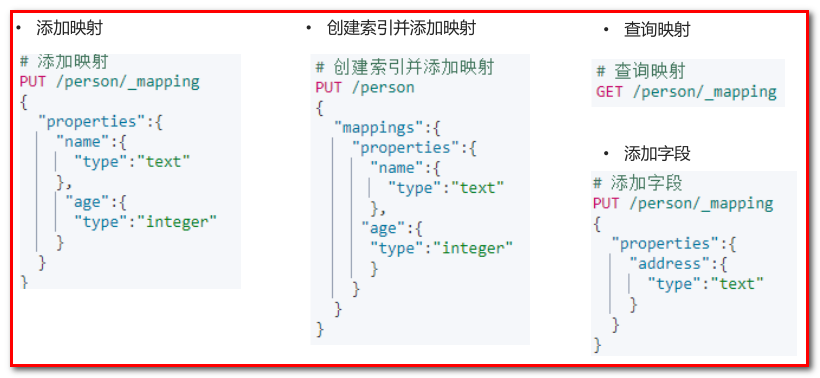 • 添加映射
# 添加映射
PUT /person/_mapping
{
  "properties":{
    "name":{
      "type":"text"
    },
     "age":{
      "type":"integer"
    }
  }
}
• 创建索引并添加映射
# 创建索引并添加映射
PUT /person
{
  "mappings":{
    "properties":{
      "name":{
        "type":"text"
      },
     "age":{
      "type":"integer"
      }
    }
  }
}
• 查询映射
# 查询映射
GET /person/_mapping
• 添加字段
# 添加字段
PUT /person/_mapping
{
  "properties":{
    "address":{
      "type":"text"
    }
  }
}